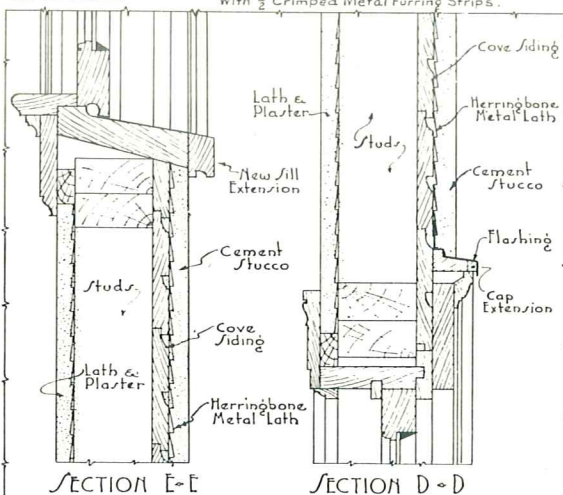 With ½ Crimped Metal Furring Strips.
Cove Siding
Lath &
Plaster
Herringbone
Metal Lath
Studs
New Sill
Extension
Cement
Stucco
Cement
Stucco
Flashing
Cap
Extension
Studs
Cove
Siding
Lath &
Plaster
Herringbone
Metal Lath
SECTION E-E
SECTION D-D